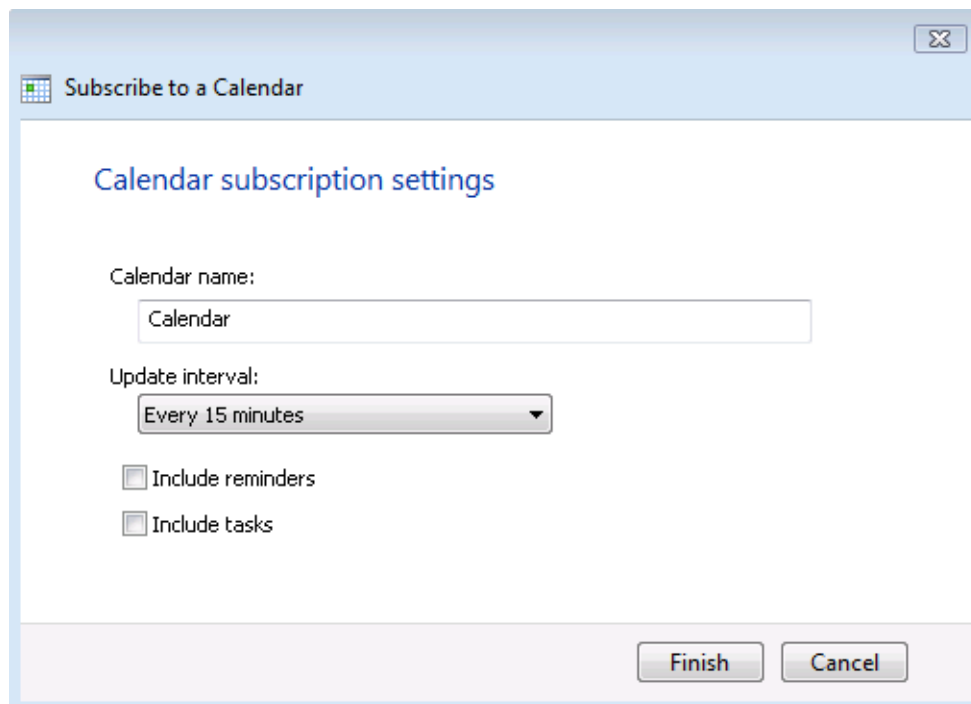 Subscribe to a Calendar
Calendar subscription settings
Calendar name:
Calendar
Update interval:
Every 15 minutes
Include reminders
Include tasks
Finish Cancel